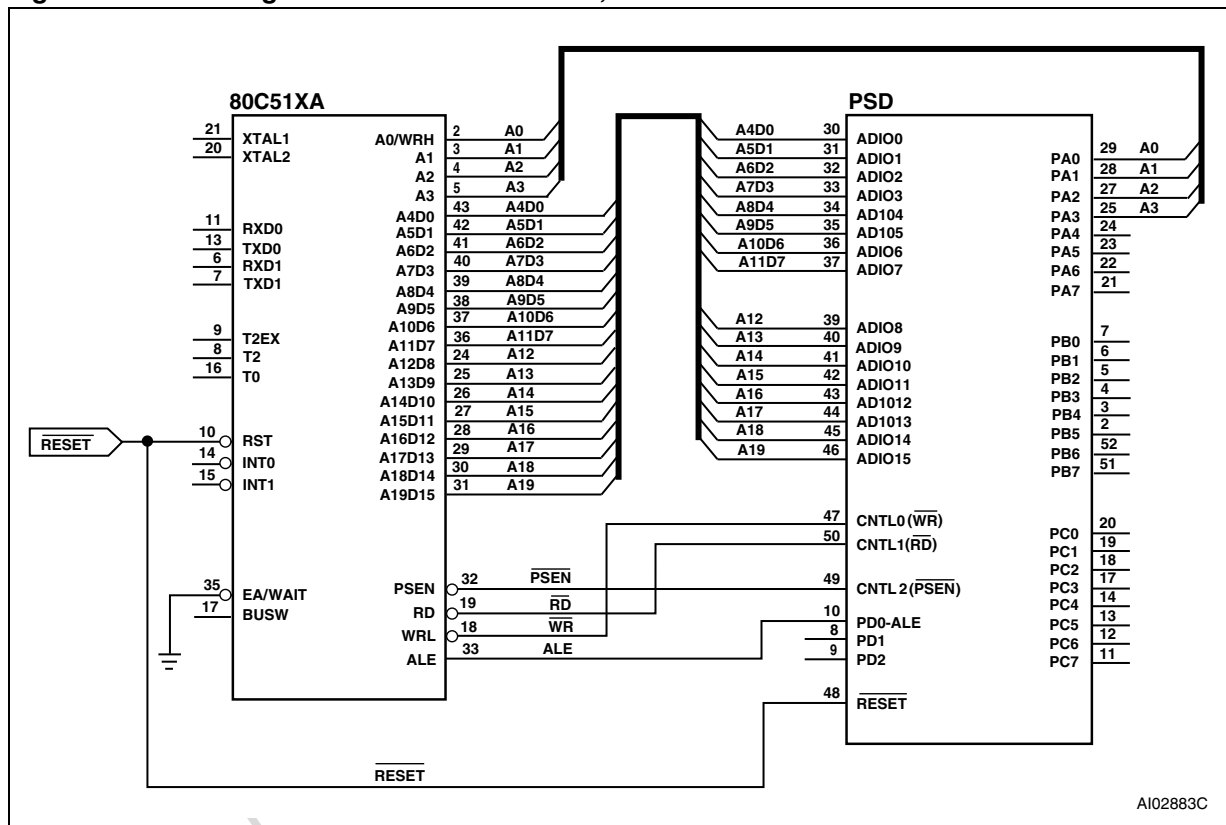 80C51XA
21 XTAL1
20 XTAL2
11 RXD0
13 TXD0
6 RXD1
7 TXD1
9 T2EX
8 T2
16 T0
RESET
10 RST
14 INT0
15 INT1
35 EA/WAIT
17 BUSW
A0/WRH 2 A0
A1 3 A1
A2 4 A2
A3 5 A3
A4D0 43 A4D0
A5D1 42 A5D1
A6D2 41 A6D2
A7D3 40 A7D3
A8D4 39 A8D4
A9D5 38 A9D5
A10D6 37 A10D6
A11D7 36 A11D7
A12D8 24 A12
A13D9 25 A13
A14D10 26 A14
A15D11 27 A15
A16D12 28 A16
A17D13 29 A17
A18D14 30 A18
A19D15 31 A19
PSEN 32 PSEN
RD 19 RD
WRL 18 WR
ALE 33 ALE
RESET
PSD
A4D0 30 ADIO0
A5D1 31 ADIO1
A6D2 32 ADIO2
A7D3 33 ADIO3
A8D4 34 AD104
A9D5 35 AD105
A10D6 36 ADIO6
A11D7 37 ADIO7
A12 39 ADIO8
A13 40 ADIO9
A14 41 ADIO10
A15 42 ADIO11
A16 43 AD1012
A17 44 AD1013
A18 45 ADIO14
A19 46 ADIO15
47 CNTL0(WR)
50 CNTL1(RD)
49 CNTL2(PSEN)
10 PD0-ALE
8 PD1
9 PD2
48 RESET
PA0 29 A0
PA1 28 A1
PA2 27 A2
PA3 25 A3
PA4 24
PA5 23
PA6 22
PA7 21
PB0 7
PB1 6
PB2 5
PB3 4
PB4 3
PB5 2
PB6 52
PB7 51
PC0 20
PC1 19
PC2 18
PC3 17
PC4 14
PC5 13
PC6 12
PC7 11
AI02883C